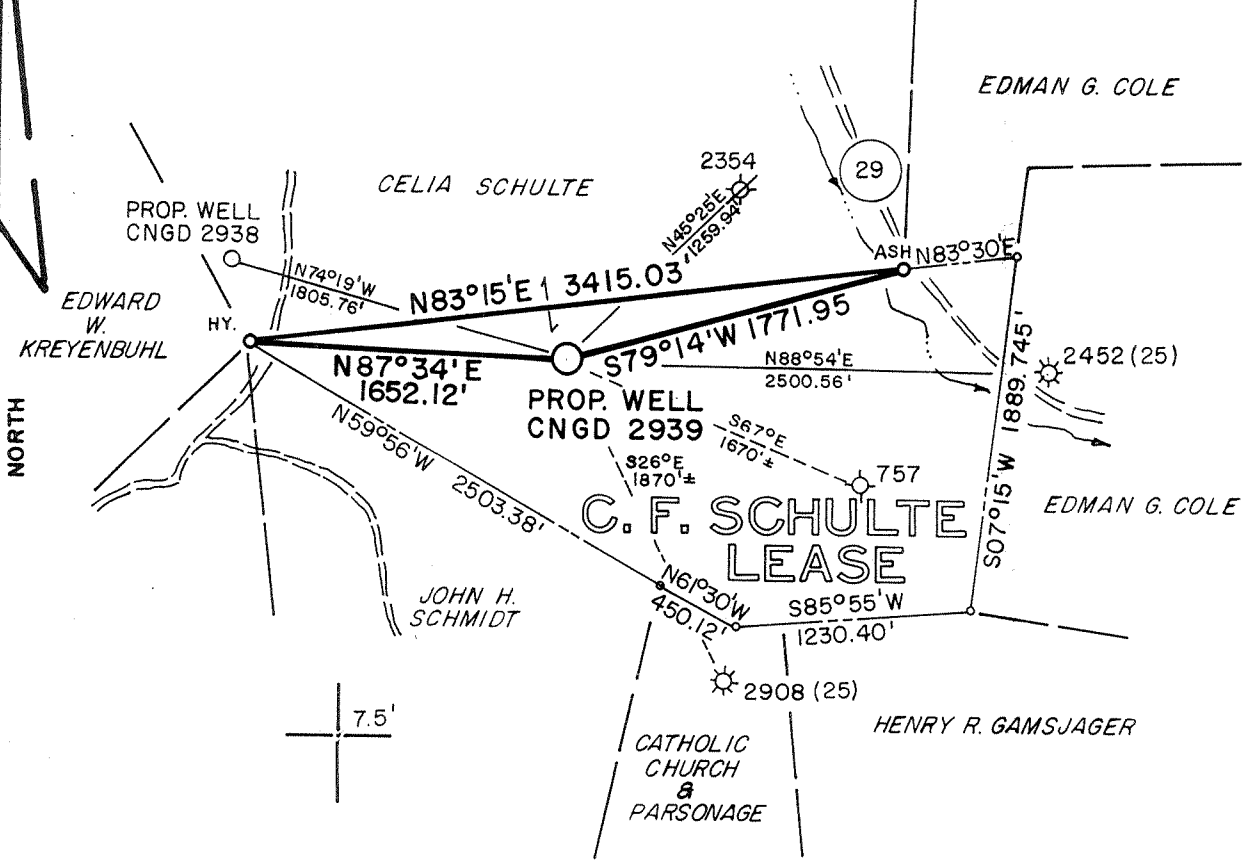 EDMAN G. COLE
2354
29
CELIA SCHULTE
PROP. WELL
CNGD 2938
N45°25'E
1259.94'
ASH
N83°30'E
N74°19'W
1805.76'
N83°15'E 3415.03'
EDWARD
W.
KREYENBUHL
HY.
S79°14'W 1771.95
N88°54'E
2500.56'
2452 (25)
N87°34'E
1652.12'
PROP. WELL
CNGD 2939
S07°15'W 1889.745'
NORTH
N59°56'W 2503.38'
S67°E
1670'±
S26°E
1870'±
757
C. F. SCHULTE
LEASE
EDMAN G. COLE
N61°30'W
450.12'
S85°55'W
1230.40'
JOHN H.
SCHMIDT
2908 (25)
7.5'
HENRY R. GAMSJAGER
CATHOLIC
CHURCH
&
PARSONAGE